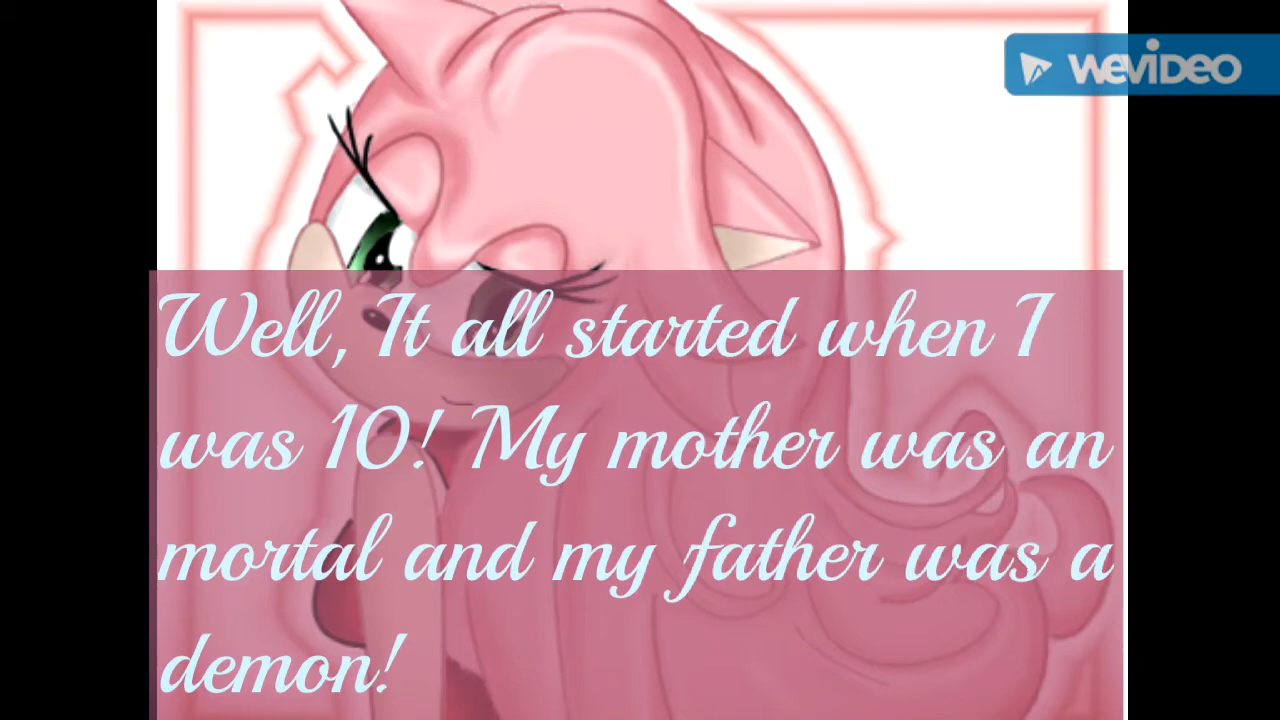 WEVIDEO
Well, It all started when I
was 10! My mother was an
mortal and my father was a
demon!